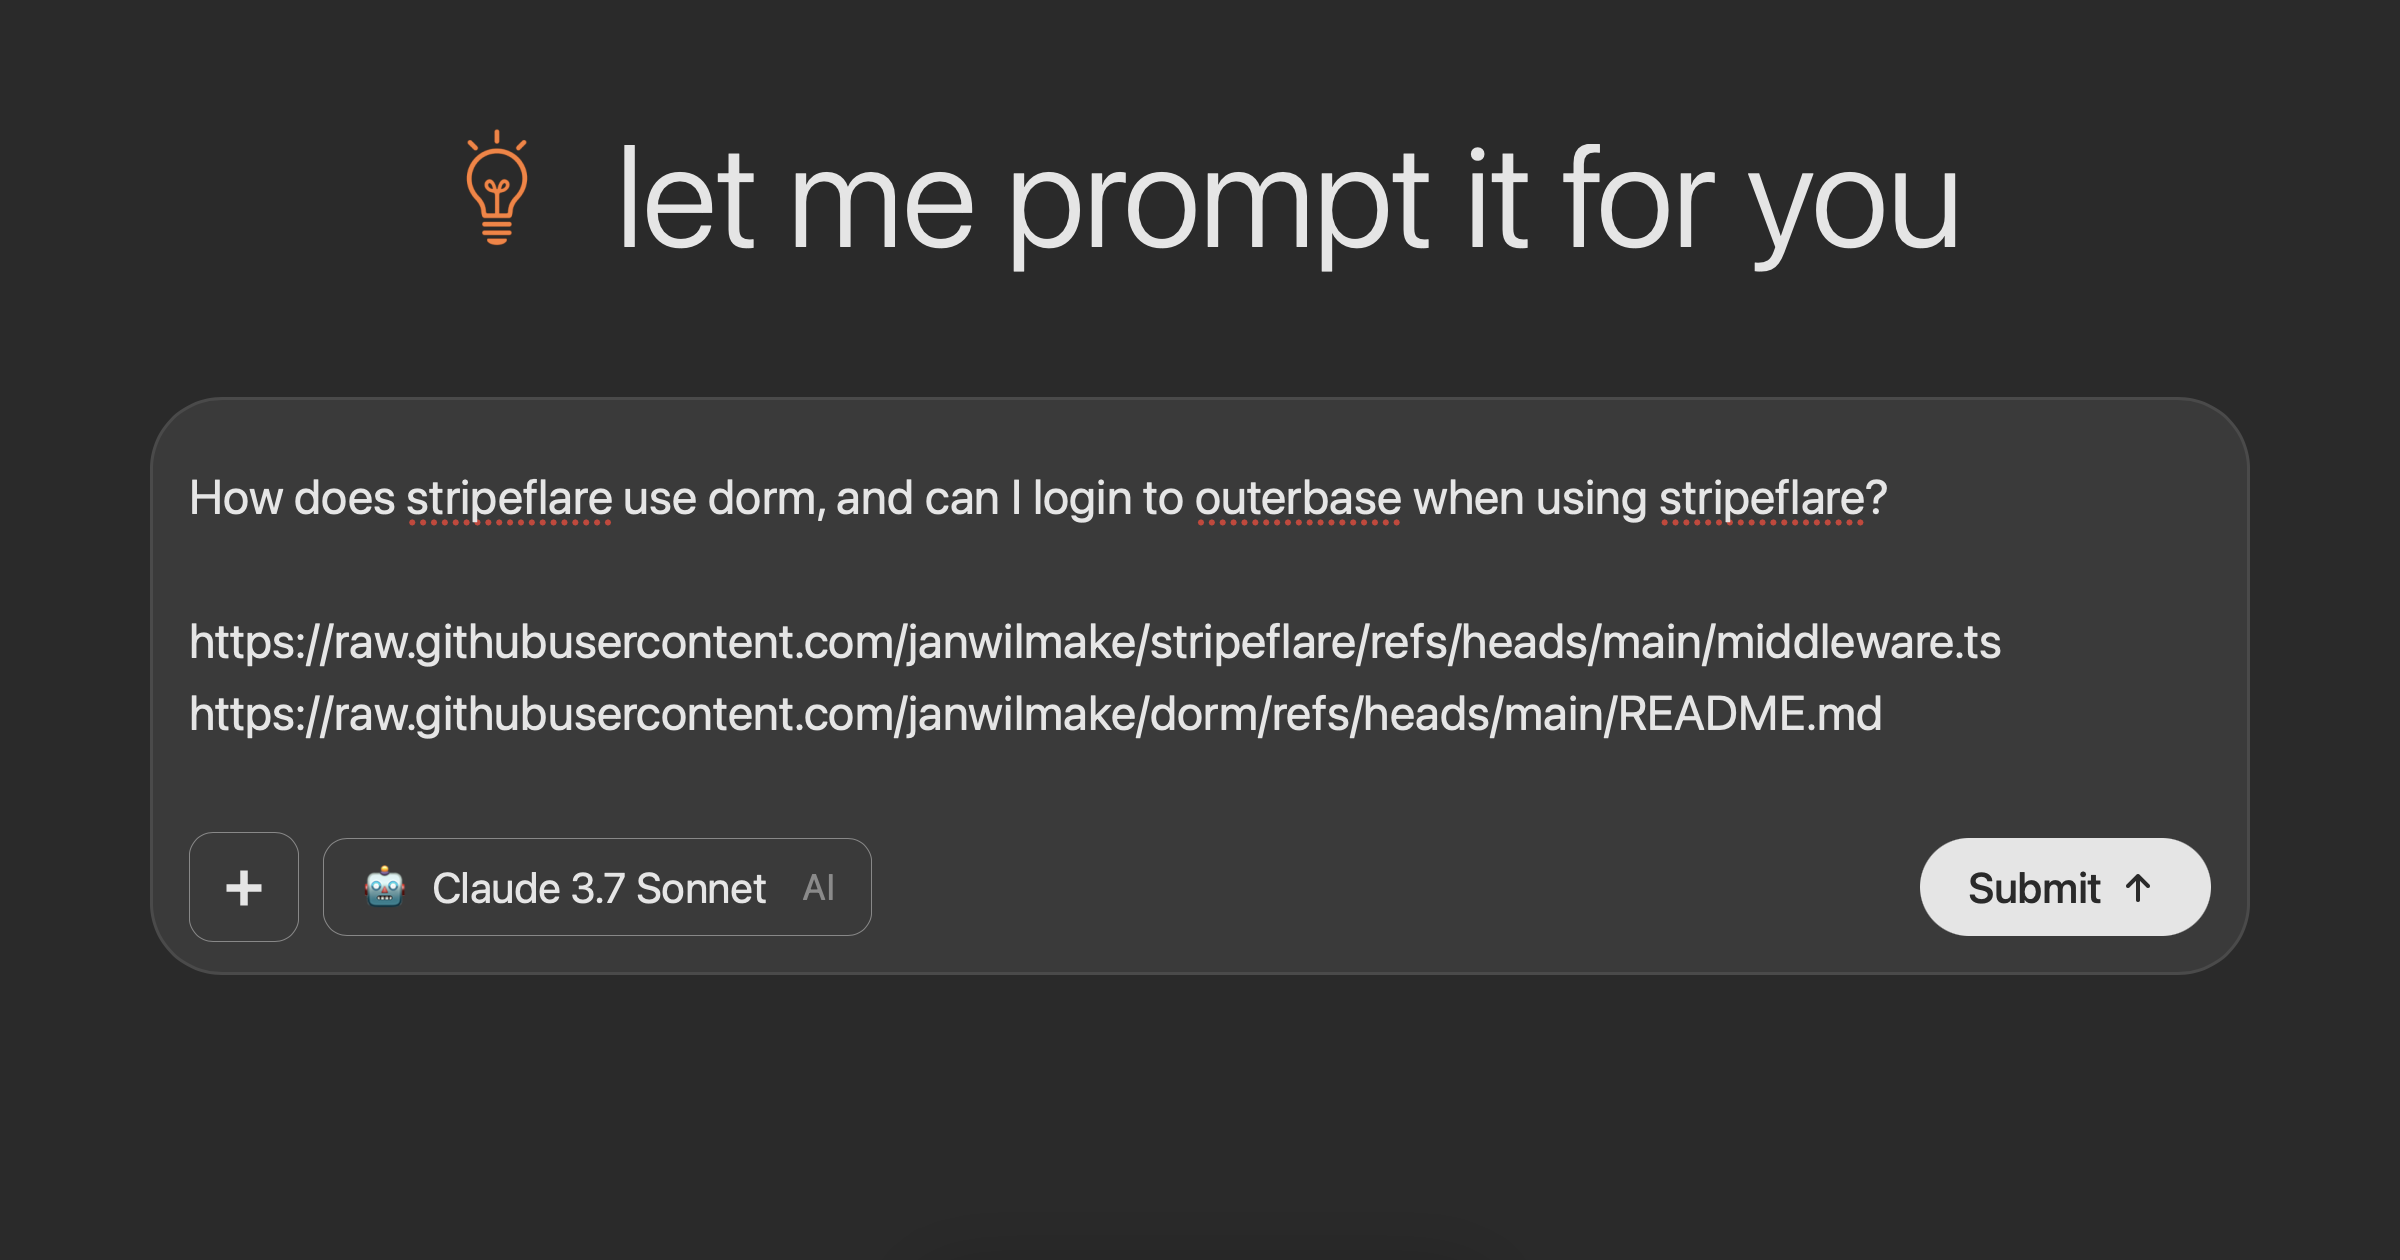 let me prompt it for you
How does stripeflare use dorm, and can I login to outerbase when using stripeflare?
https://raw.githubusercontent.com/janwilmake/stripeflare/refs/heads/main/middleware.ts
https://raw.githubusercontent.com/janwilmake/dorm/refs/heads/main/README.md
+ Claude 3.7 Sonnet AI Submit ↑